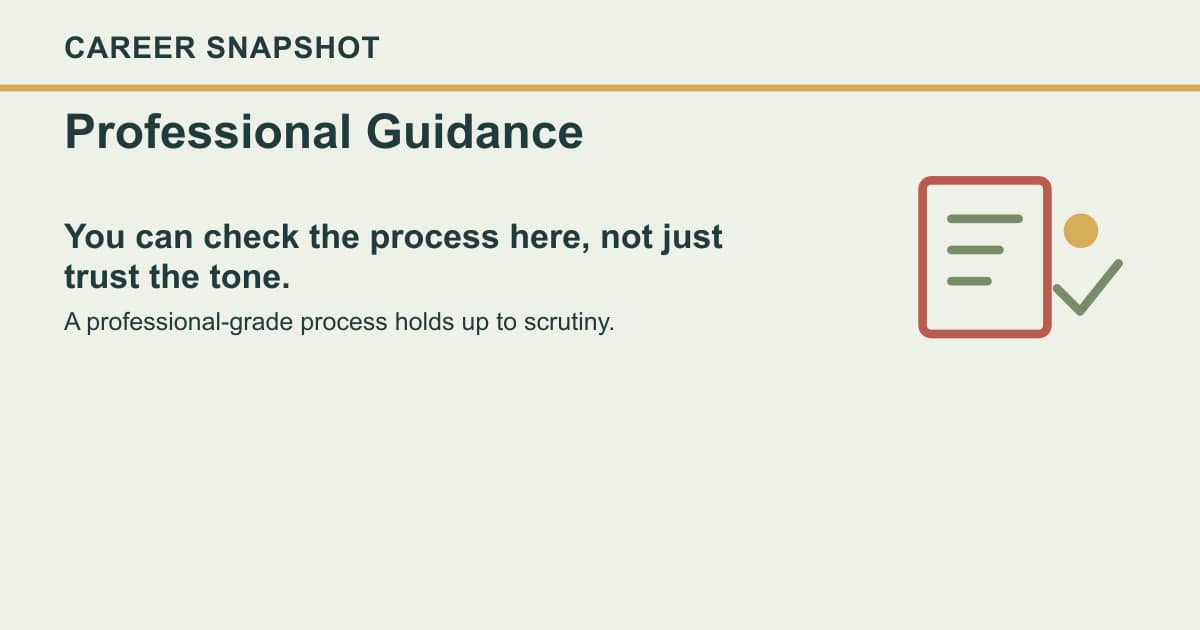 CAREER SNAPSHOT
Professional Guidance
You can check the process here, not just
trust the tone.
A professional-grade process holds up to scrutiny.